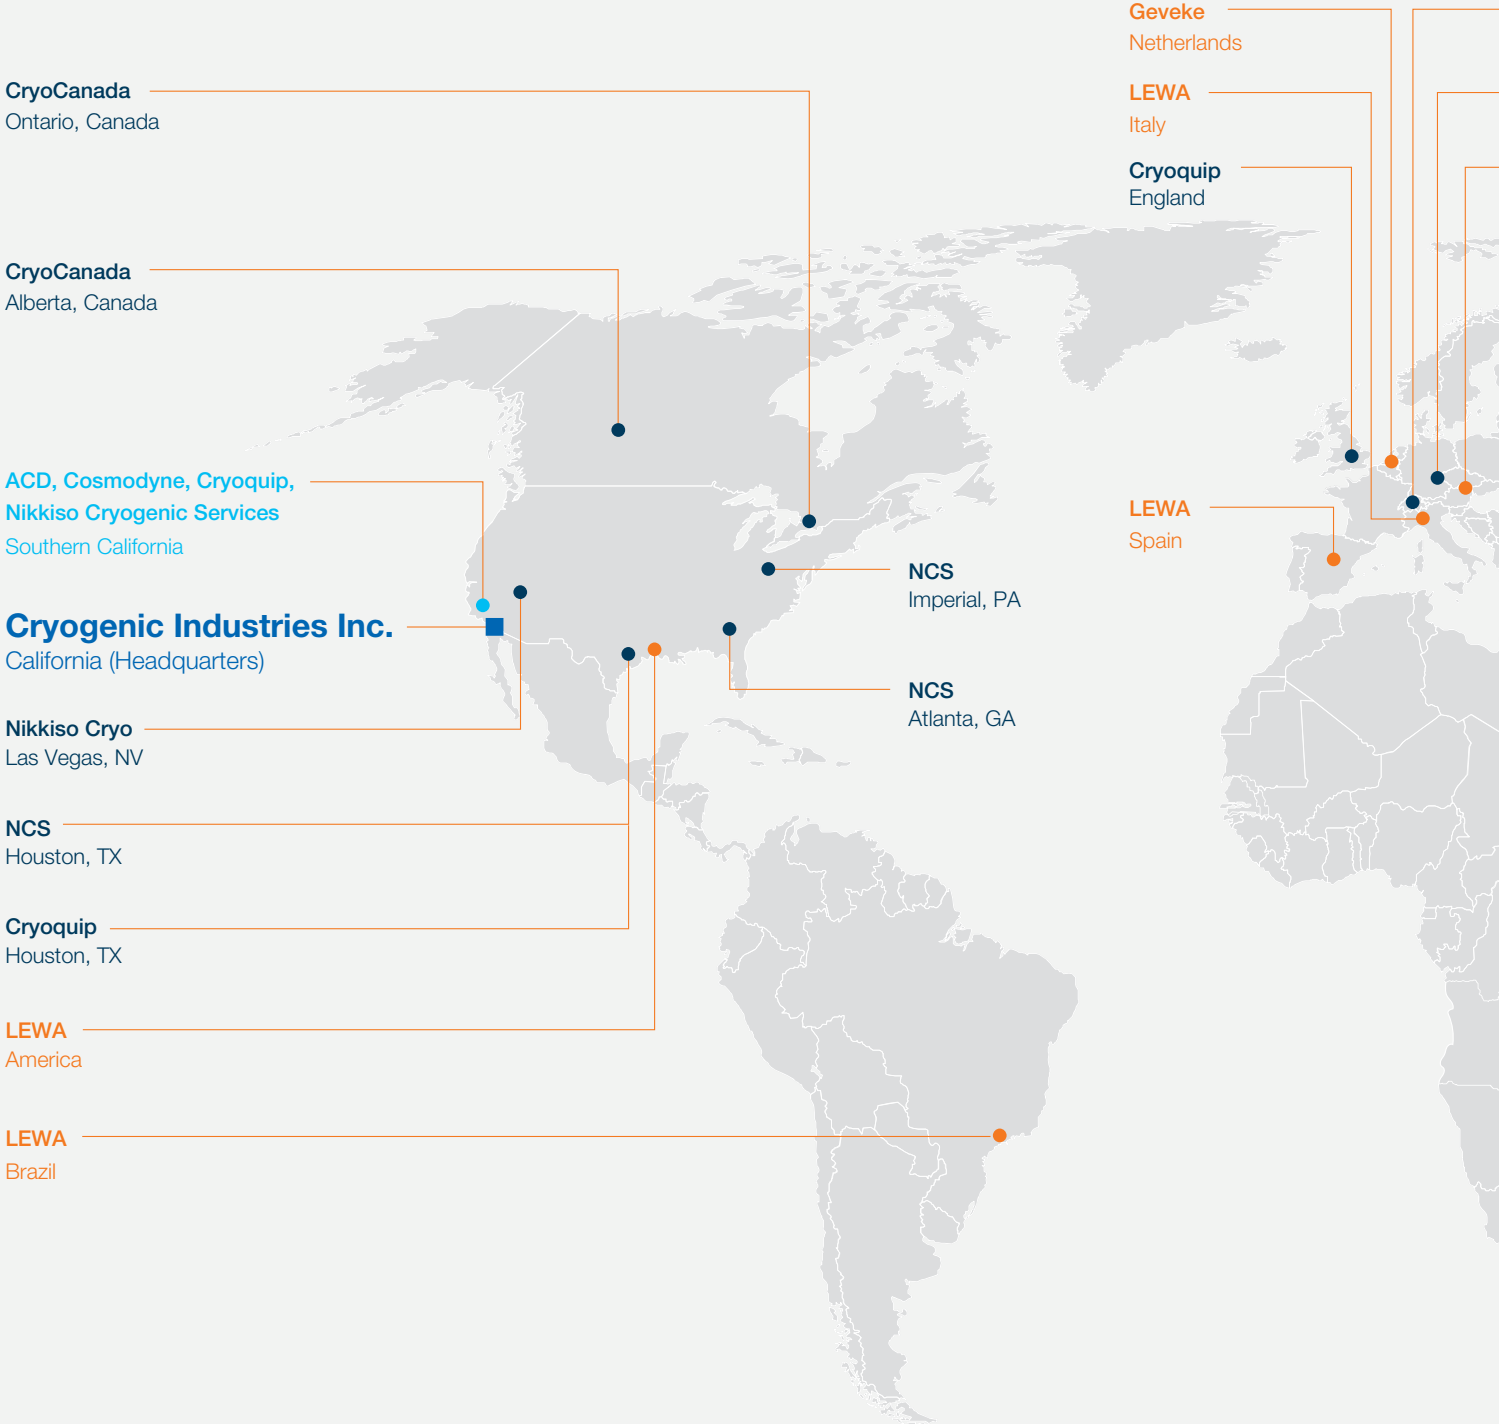 Geveke
Netherlands
CryoCanada
Ontario, Canada
LEWA
Italy
Cryoquip
England
CryoCanada
Alberta, Canada
ACD, Cosmodyne, Cryoquip,
Nikkiso Cryogenic Services
Southern California
LEWA
Spain
NCS
Imperial, PA
Cryogenic Industries Inc.
California (Headquarters)
NCS
Atlanta, GA
Nikkiso Cryo
Las Vegas, NV
NCS
Houston, TX
Cryoquip
Houston, TX
LEWA
America
LEWA
Brazil